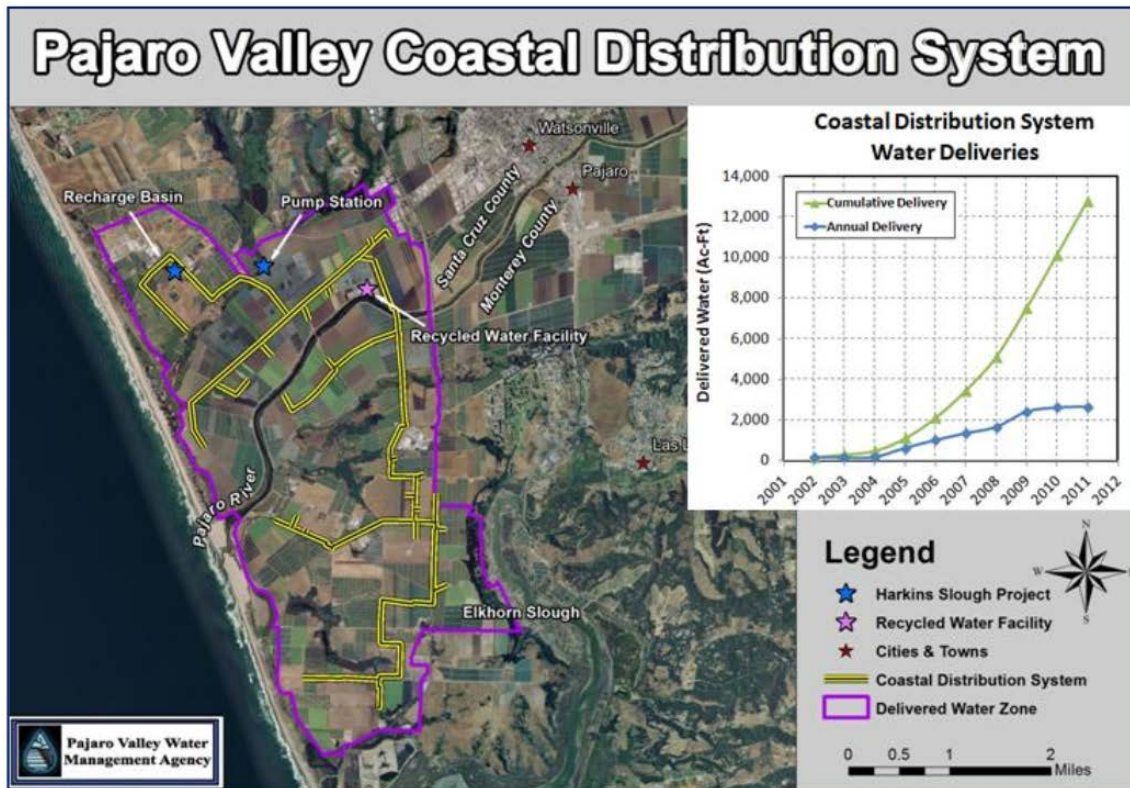 Pajaro Valley Coastal Distribution System
Watsonville
Pajaro
Recharge Basin
Pump Station
Santa Cruz County
Monterey County
Recycled Water Facility
Las
Pajaro River
Elkhorn Slough
Coastal Distribution System
Water Deliveries
Delivered Water (Ac-Ft)
14,000
12,000
10,000
8,000
6,000
4,000
2,000
0
Cumulative Delivery
Annual Delivery
2001 2002 2003 2004 2005 2006 2007 2008 2009 2010 2011 2012
Legend
N
W
S
Harkins Slough Project
Recycled Water Facility
Cities & Towns
Coastal Distribution System
Delivered Water Zone
0 0.5 1 2
Miles
Pajaro Valley Water
Management Agency